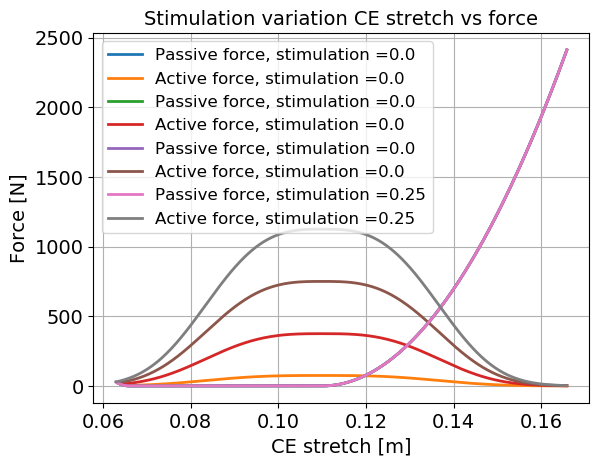 Stimulation variation CE stretch vs force
2500
2000
1500
1000
500
0
Force [N]
Passive force, stimulation =0.0
Active force, stimulation =0.0
Passive force, stimulation =0.0
Active force, stimulation =0.0
Passive force, stimulation =0.0
Active force, stimulation =0.0
Passive force, stimulation =0.25
Active force, stimulation =0.25
0.06 0.08 0.10 0.12 0.14 0.16
CE stretch [m]